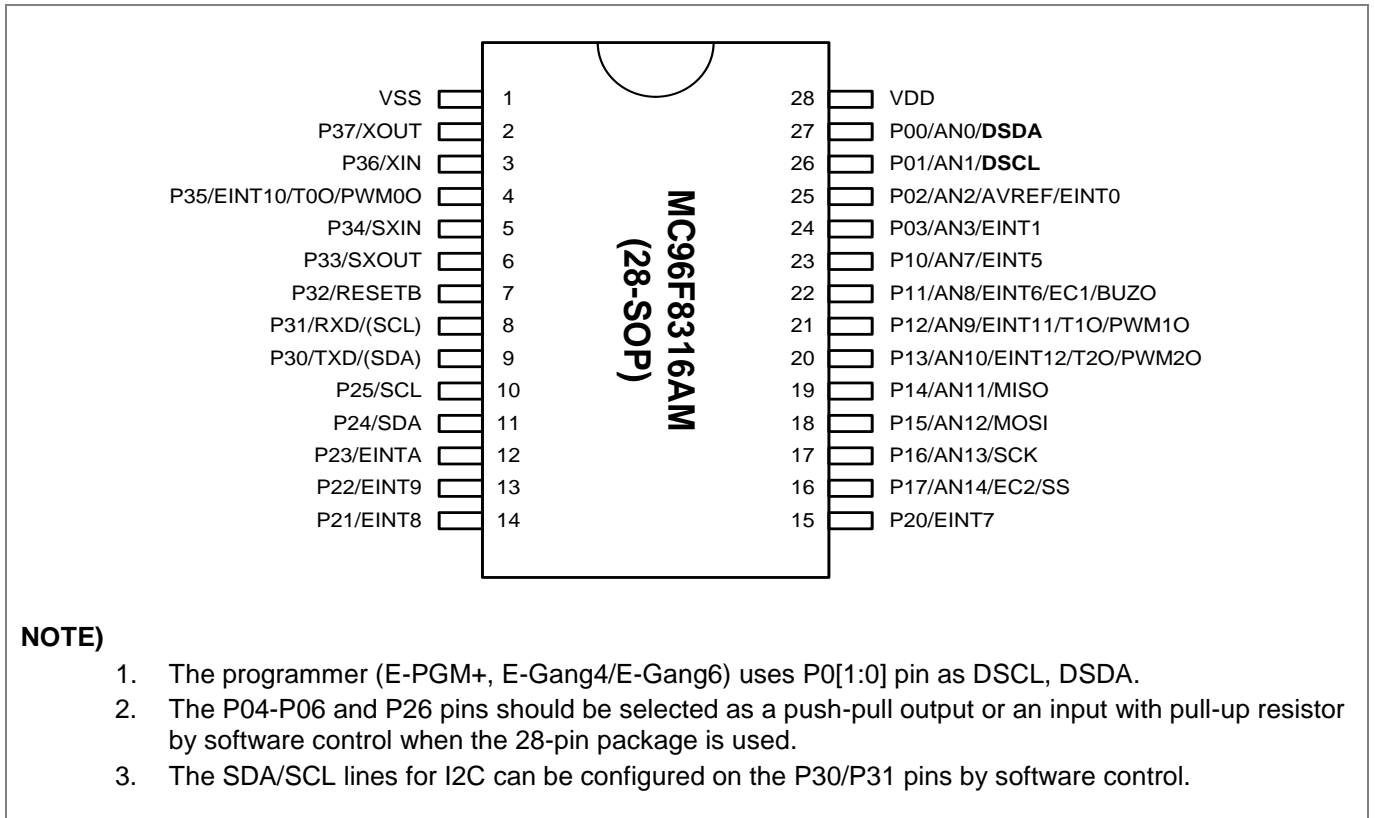 VSS 1 28 VDD
P37/XOUT 2 27 P00/AN0/DSDA
P36/XIN 3 26 P01/AN1/DSCL
P35/EINT10/T0O/PWM0O 4 25 P02/AN2/AVREF/EINT0
P34/SXIN 5 24 P03/AN3/EINT1
P33/SXOUT 6 23 P10/AN7/EINT5
P32/RESETB 7 22 P11/AN8/EINT6/EC1/BUZO
P31/RXD/(SCL) 8 21 P12/AN9/EINT11/T1O/PWM1O
P30/TXD/(SDA) 9 20 P13/AN10/EINT12/T2O/PWM2O
P25/SCL 10 19 P14/AN11/MISO
P24/SDA 11 18 P15/AN12/MOSI
P23/EINTA 12 17 P16/AN13/SCK
P22/EINT9 13 16 P17/AN14/EC2/SS
P21/EINT8 14 15 P20/EINT7
MC96F8316AM
(28-SOP)
NOTE)
1. The programmer (E-PGM+, E-Gang4/E-Gang6) uses P0[1:0] pin as DSCL, DSDA.
2. The P04-P06 and P26 pins should be selected as a push-pull output or an input with pull-up resistor
by software control when the 28-pin package is used.
3. The SDA/SCL lines for I2C can be configured on the P30/P31 pins by software control.